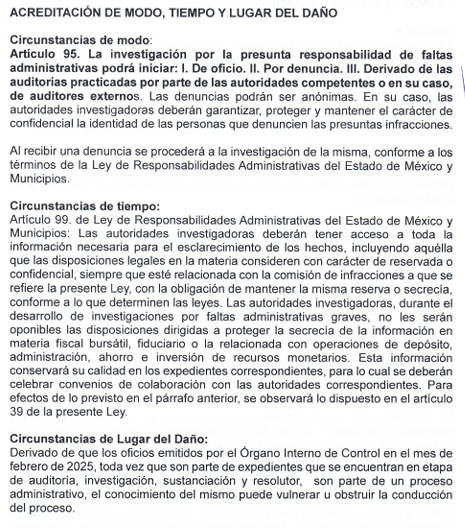 ACREDITACIÓN DE MODO, TIEMPO Y LUGAR DEL DAÑO
Circunstancias de modo:
Artículo 95. La investigación por la presunta responsabilidad de faltas
administrativas podrá iniciar: I. De oficio. II. Por denuncia. III. Derivado de las
auditorias practicadas por parte de las autoridades competentes o en su caso,
de auditores externos. Las denuncias podrán ser anónimas. En su caso, las
autoridades investigadoras deberán garantizar, proteger y mantener el carácter de
confidencial la identidad de las personas que denuncien las presuntas infracciones.
Al recibir una denuncia se procederá a la investigación de la misma, conforme a los
términos de la Ley de Responsabilidades Administrativas del Estado de México y
Municipios.
Circunstancias de tiempo:
Artículo 99. de Ley de Responsabilidades Administrativas del Estado de México y
Municipios: Las autoridades investigadoras deberán tener acceso a toda la
información necesaria para el esclarecimiento de los hechos, incluyendo aquélla
que las disposiciones legales en la materia consideren con carácter de reservada o
confidencial, siempre que esté relacionada con la comisión de infracciones a que se
refiere la presente Ley, con la obligación de mantener la misma reserva o secrecía,
conforme a lo que determinen las leyes. Las autoridades investigadoras, durante el
desarrollo de investigaciones por faltas administrativas graves, no les serán
oponibles las disposiciones dirigidas a proteger la secrecía de la información en
materia fiscal bursátil, fiduciario o la relacionada con operaciones de depósito,
administración, ahorro e inversión de recursos monetarios. Esta información
conservará su calidad en los expedientes correspondientes, para lo cual se deberán
celebrar convenios de colaboración con las autoridades correspondientes. Para
efectos de lo previsto en el párrafo anterior, se observará lo dispuesto en el artículo
39 de la presente Ley.
Circunstancias de Lugar del Daño:
Derivado de que los oficios emitidos por el Órgano Interno de Control en el mes de
febrero de 2025, toda vez que son parte de expedientes que se encuentran en etapa
de auditoría, investigación, sustanciación y resolutor, son parte de un proceso
administrativo, el conocimiento del mismo puede vulnerar u obstruir la conducción
del proceso.